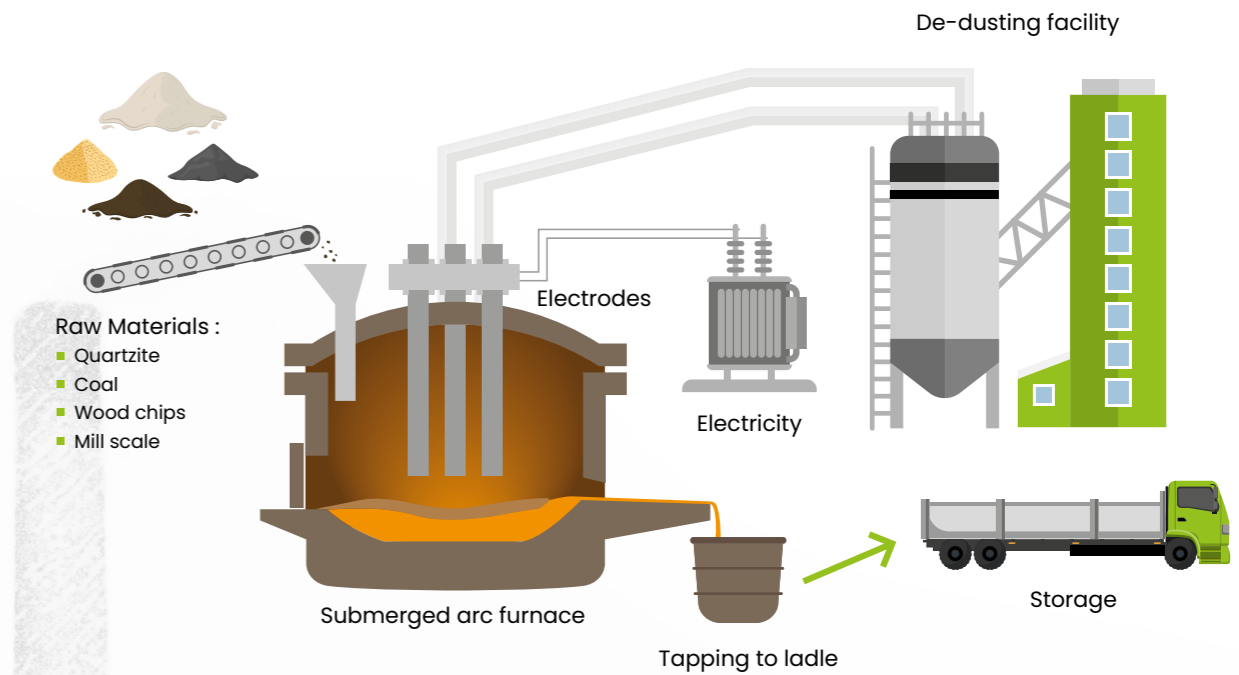 De-dusting facility
Electrodes
Raw Materials :
Quartzite
Coal
Wood chips
Mill scale
Electricity
Submerged arc furnace
Storage
Tapping to ladle